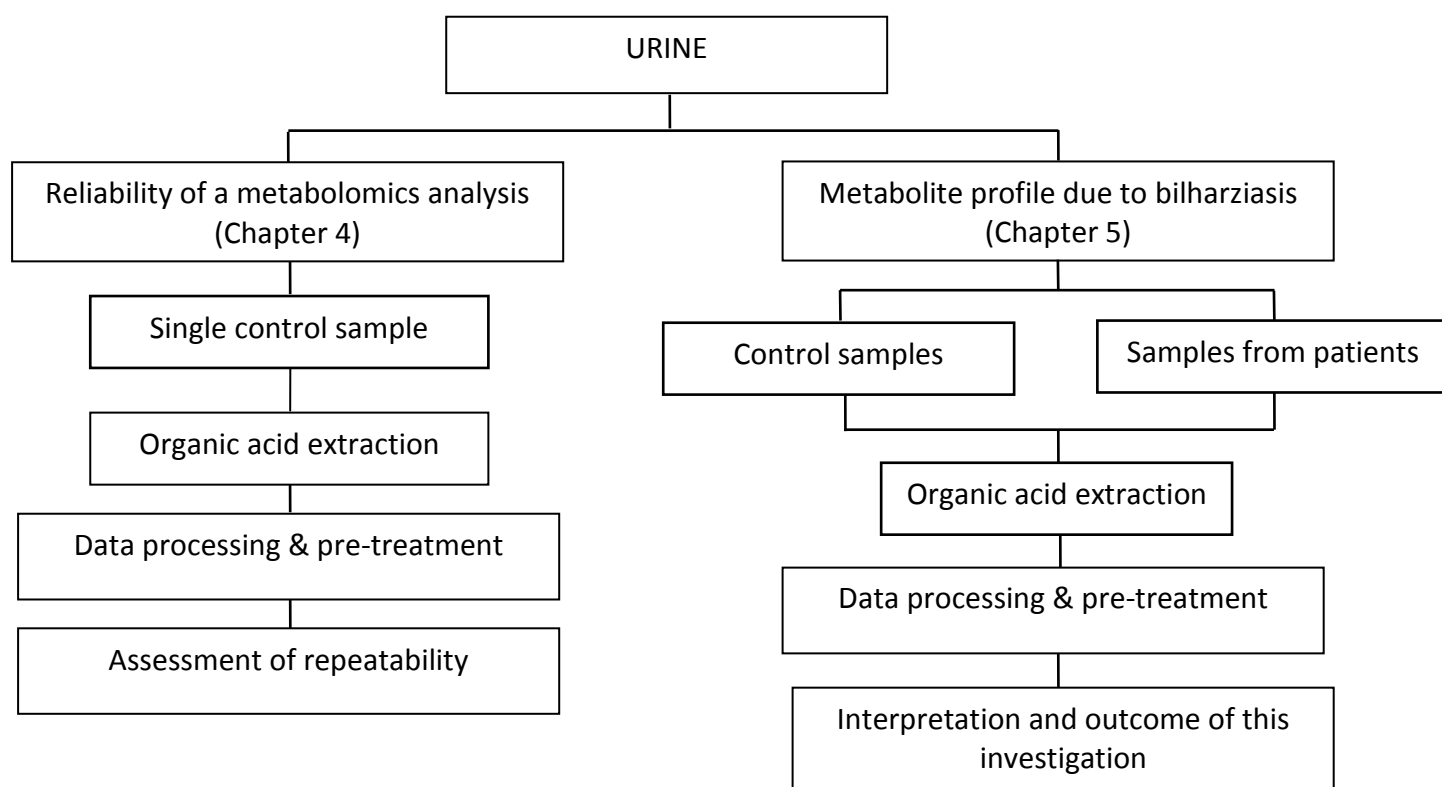 URINE
Reliability of a metabolomics analysis
(Chapter 4)
Single control sample
Organic acid extraction
Data processing & pre-treatment
Assessment of repeatability
Metabolite profile due to bilharziasis
(Chapter 5)
Control samples
Samples from patients
Organic acid extraction
Data processing & pre-treatment
Interpretation and outcome of this
investigation